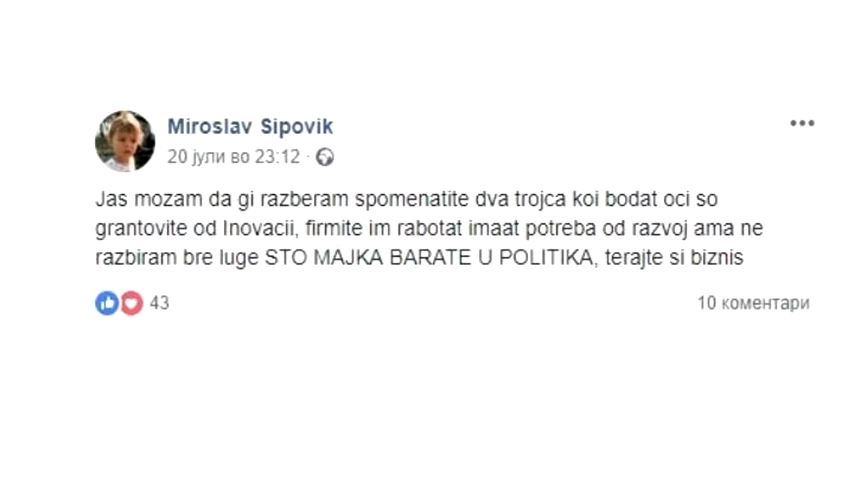 Miroslav Sipovik
20 јули во 23:12 ·
Jas mozam da gi razberam spomenatite dva trojca koi bodat oci so
grantovite od Inovacii, firmite im rabotat imaat potreba od razvoj ama ne
razbiram bre luge STO MAJKA BARATE U POLITIKA, terajte si biznis
43 10 коментари